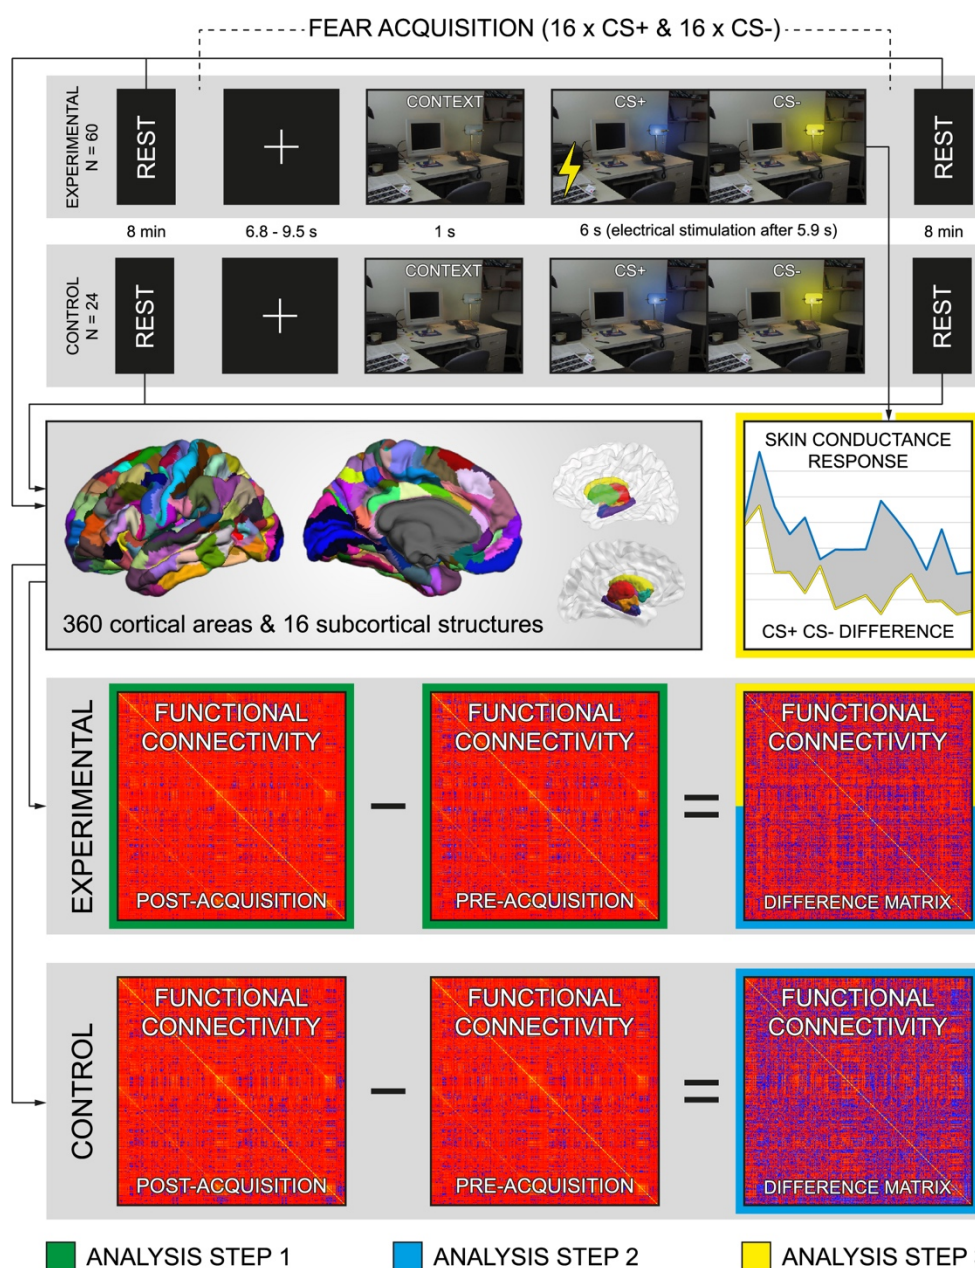 FEAR ACQUISITION (16 x CS+ & 16 x CS-)
EXPERIMENTAL
N = 60
REST
CONTEXT
CS+
CS-
REST
8 min
6.8 - 9.5 s
1 s
6 s (electrical stimulation after 5.9 s)
8 min
CONTROL
N = 24
REST
CONTEXT
CS+
CS-
REST
360 cortical areas & 16 subcortical structures
SKIN CONDUCTANCE
RESPONSE
CS+ CS- DIFFERENCE
EXPERIMENTAL
FUNCTIONAL
CONNECTIVITY
POST-ACQUISITION
–
FUNCTIONAL
CONNECTIVITY
PRE-ACQUISITION
=
FUNCTIONAL
CONNECTIVITY
DIFFERENCE MATRIX
CONTROL
FUNCTIONAL
CONNECTIVITY
POST-ACQUISITION
–
FUNCTIONAL
CONNECTIVITY
PRE-ACQUISITION
=
FUNCTIONAL
CONNECTIVITY
DIFFERENCE MATRIX
ANALYSIS STEP 1
ANALYSIS STEP 2
ANALYSIS STEP